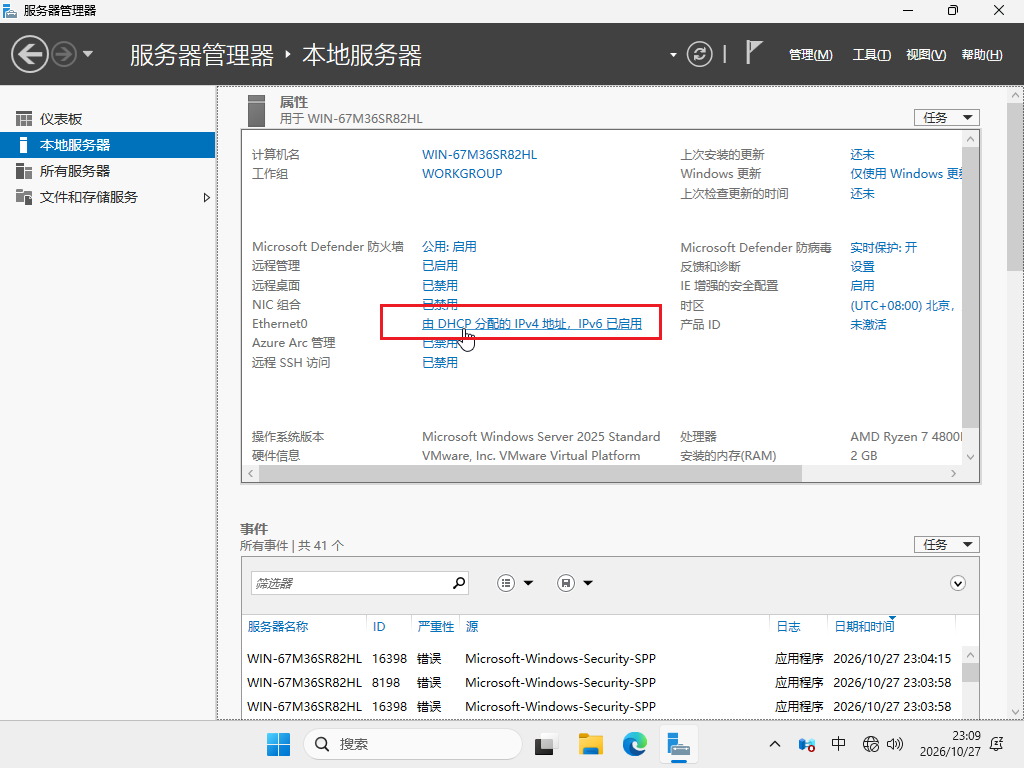 服务器管理器
服务器管理器 本地服务器
管理(M) 工具(T) 视图(V) 帮助(H)
仪表板
本地服务器
所有服务器
文件和存储服务
属性
用于 WIN-67M36SR82HL
任务
计算机名 WIN-67M36SR82HL 上次安装的更新 还未
工作组 WORKGROUP Windows 更新 仅使用 Windows 更新
上次检查更新的时间 还未
Microsoft Defender 防火墙 公用: 启用 Microsoft Defender 防病毒 实时保护: 开
远程管理 已启用 反馈和诊断 设置
远程桌面 已禁用 IE 增强的安全配置 启用
NIC 组合 已禁用 时区 (UTC+08:00) 北京,
Ethernet0 由 DHCP 分配的 IPv4 地址，IPv6 已启用 产品 ID 未激活
Azure Arc 管理 已禁用
远程 SSH 访问 已禁用
操作系统版本 Microsoft Windows Server 2025 Standard 处理器 AMD Ryzen 7 4800
硬件信息 VMware, Inc. VMware Virtual Platform 安装的内存(RAM) 2 GB
事件
所有事件 | 共 41 个
任务
筛选器
服务器名称 ID 严重性 源 日志 日期和时间
WIN-67M36SR82HL 16398 错误 Microsoft-Windows-Security-SPP 应用程序 2026/10/27 23:04:15
WIN-67M36SR82HL 8198 错误 Microsoft-Windows-Security-SPP 应用程序 2026/10/27 23:03:58
WIN-67M36SR82HL 16398 错误 Microsoft-Windows-Security-SPP 应用程序 2026/10/27 23:03:58
搜索
中
23:09
2026/10/27